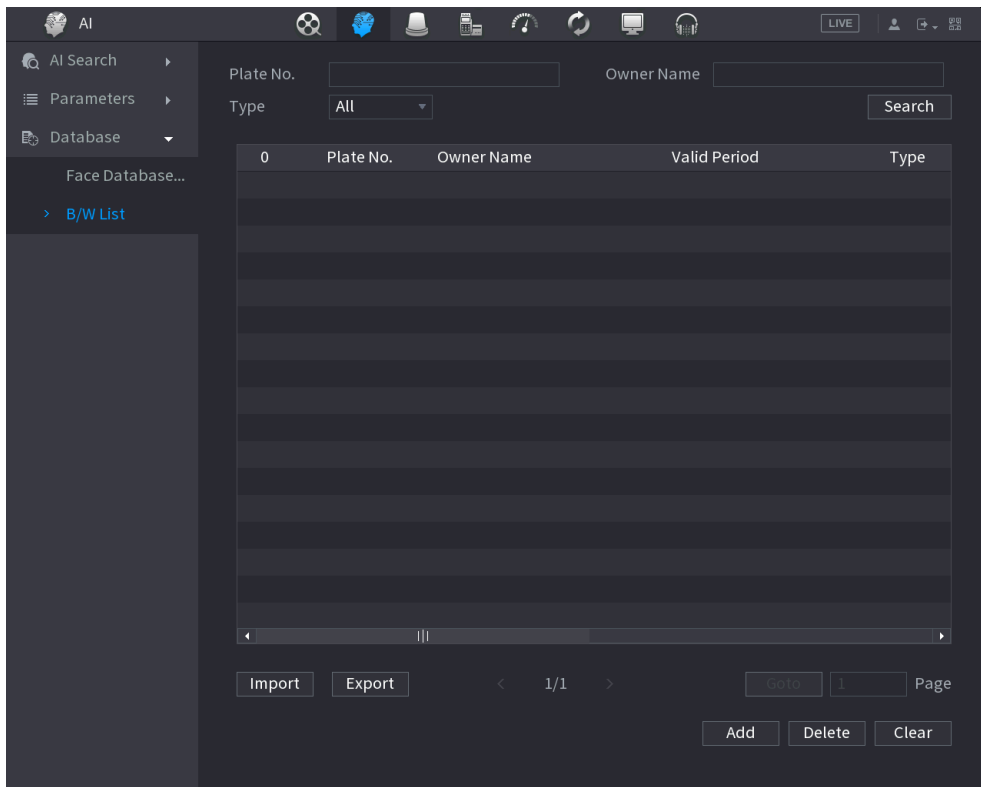 AI
LIVE
AI Search
Parameters
Database
Face Database...
B/W List
Plate No.
Owner Name
Type
All
Search
0 Plate No. Owner Name Valid Period Type
Import Export 1/1 Goto 1 Page
Add Delete Clear